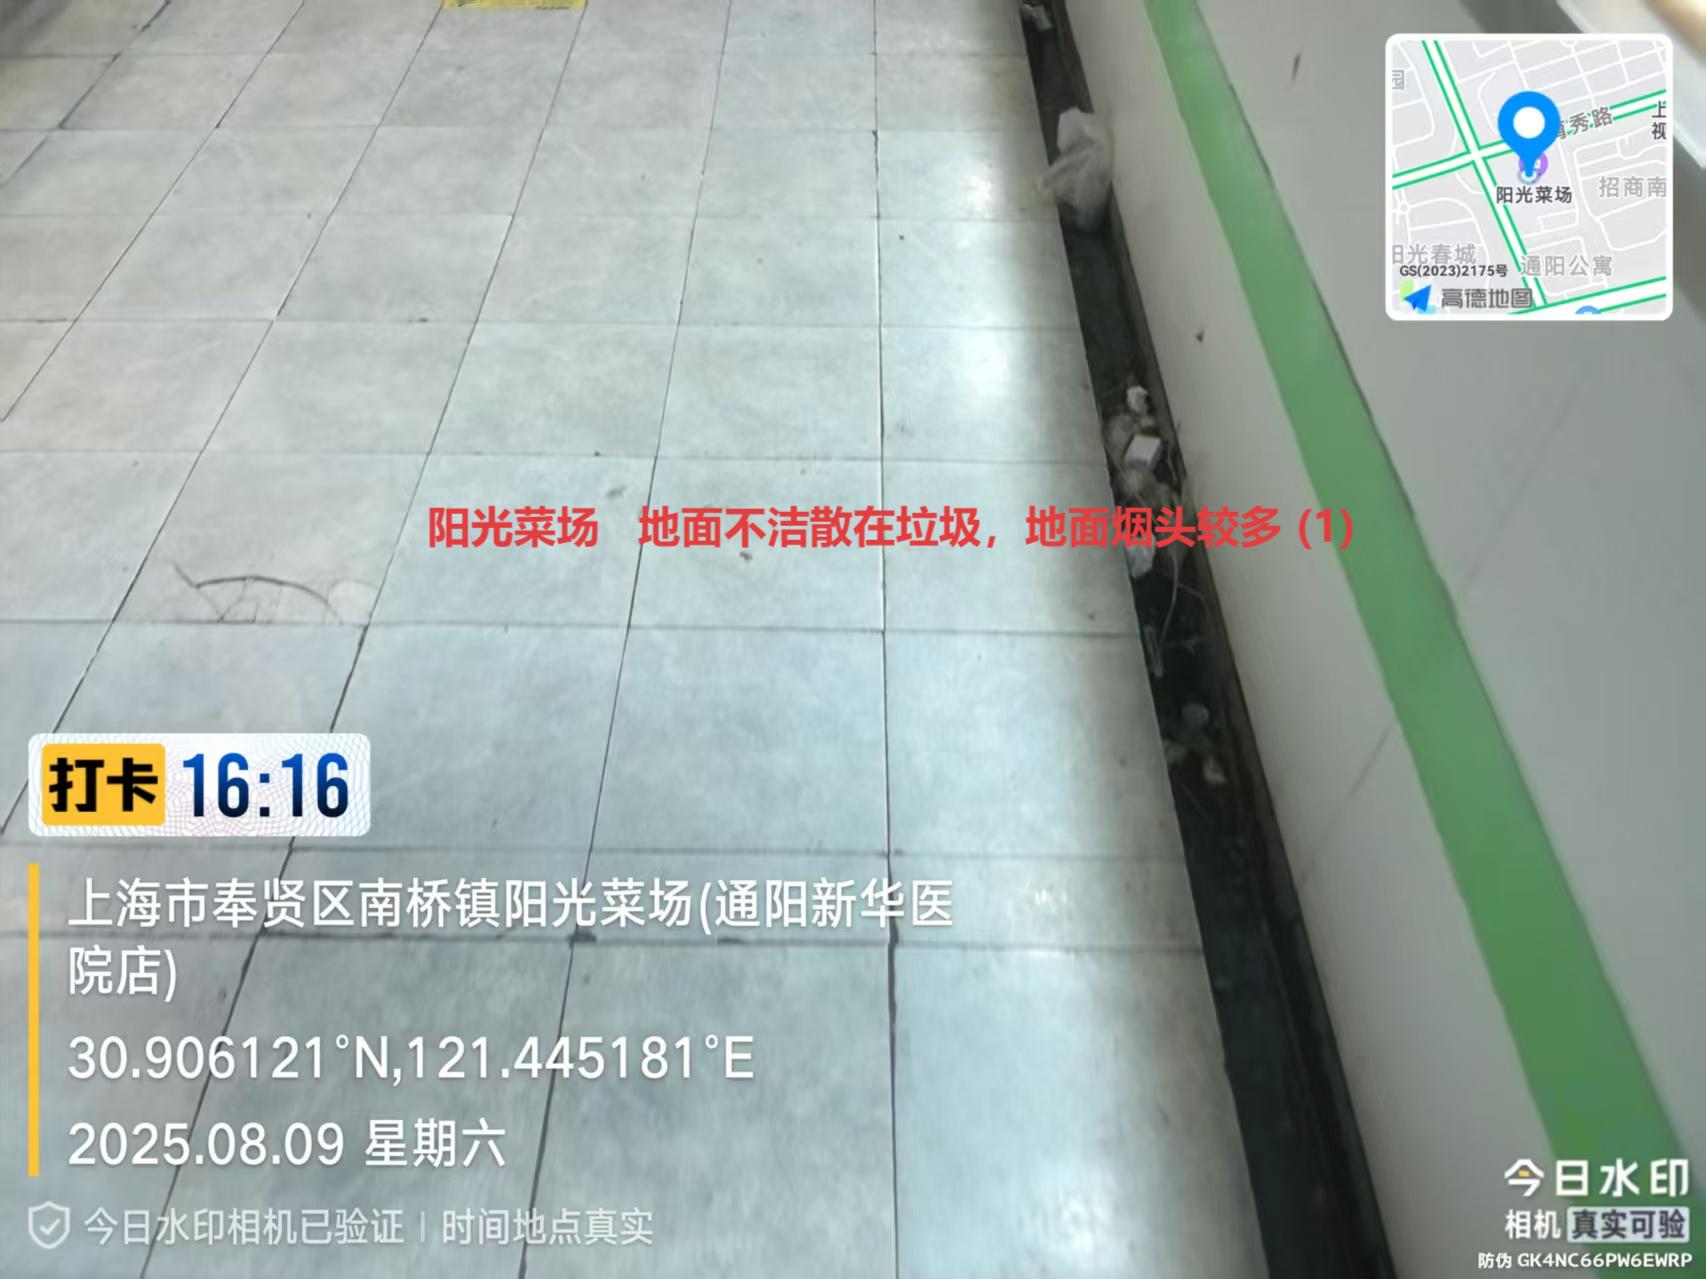 园
育秀路
上
视
阳光菜场
招商南
阳光春城
GS(2023)2175号
通阳公寓
高德地图
阳光菜场 地面不洁散在垃圾，地面烟头较多 (1)
打卡 16:16
上海市奉贤区南桥镇阳光菜场(通阳新华医
院店)
30.906121°N,121.445181°E
2025.08.09 星期六
今日水印相机已验证 | 时间地点真实
今日水印
相机 真实可验
防伪 GK4NC66PW6EWRP